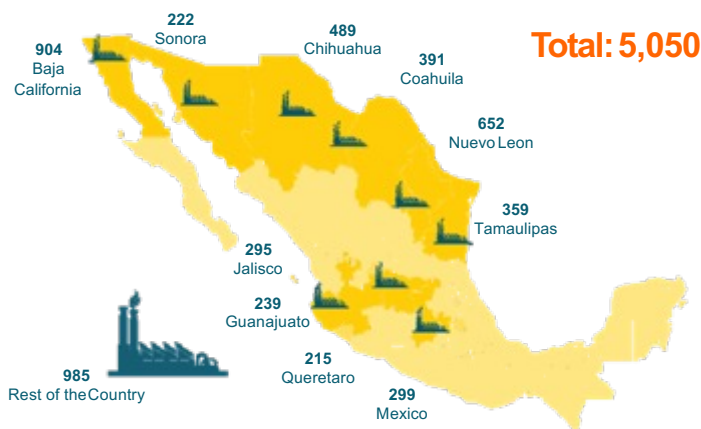 222
Sonora
489
Chihuahua
Total: 5,050
904
Baja
California
391
Coahuila
652
Nuevo Leon
359
Tamaulipas
295
Jalisco
239
Guanajuato
215
Queretaro
985
Rest of the Country
299
Mexico